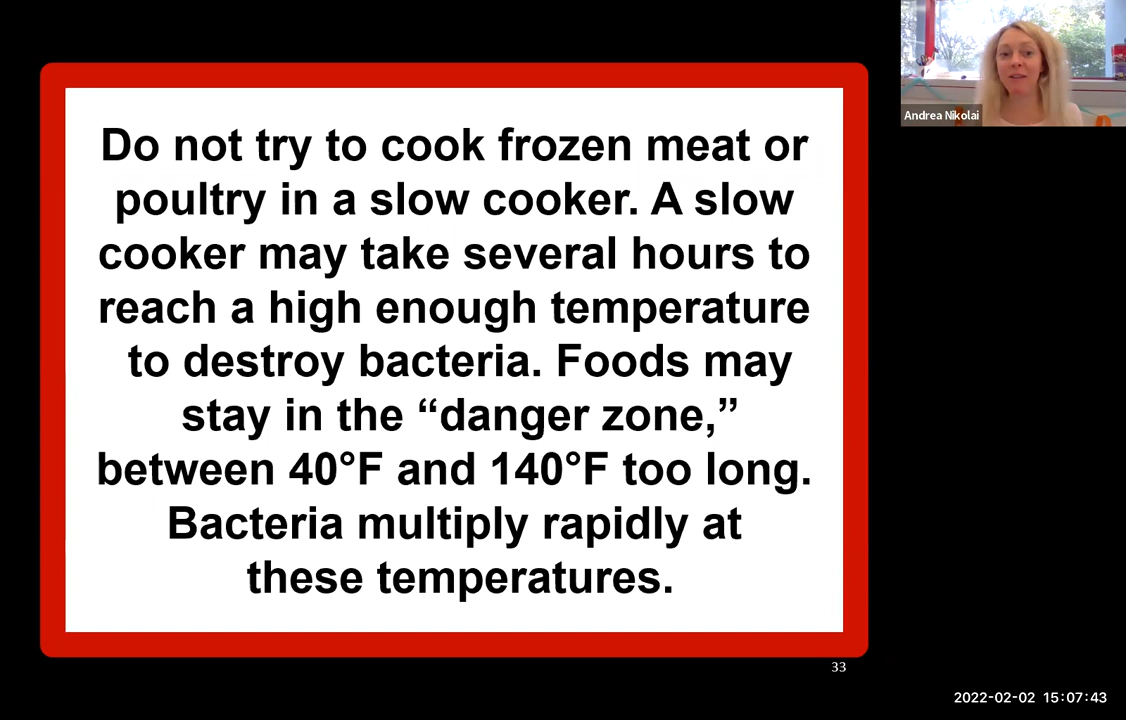 Do not try to cook frozen meat or
poultry in a slow cooker. A slow
cooker may take several hours to
reach a high enough temperature
to destroy bacteria. Foods may
stay in the “danger zone,”
between 40°F and 140°F too long.
Bacteria multiply rapidly at
these temperatures.
33
Andrea Nikolai
2022-02-02 15:07:43